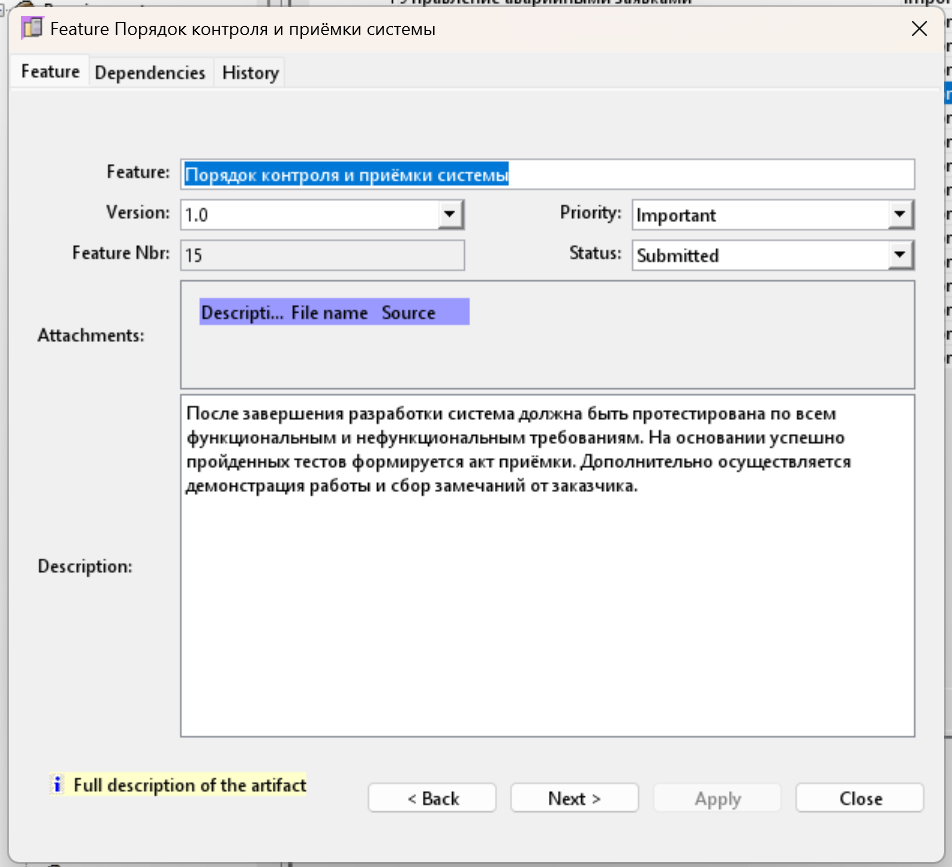 Управление аварийными заявками
Feature Порядок контроля и приёмки системы
Feature Dependencies History
Feature: Порядок контроля и приёмки системы
Version: 1.0 Priority: Important
Feature Nbr: 15 Status: Submitted
Attachments:
Descripti... File name Source
После завершения разработки система должна быть протестирована по всем
функциональным и нефункциональным требованиям. На основании успешно
пройденных тестов формируется акт приёмки. Дополнительно осуществляется
демонстрация работы и сбор замечаний от заказчика.
Description:
i Full description of the artifact
< Back Next > Apply Close